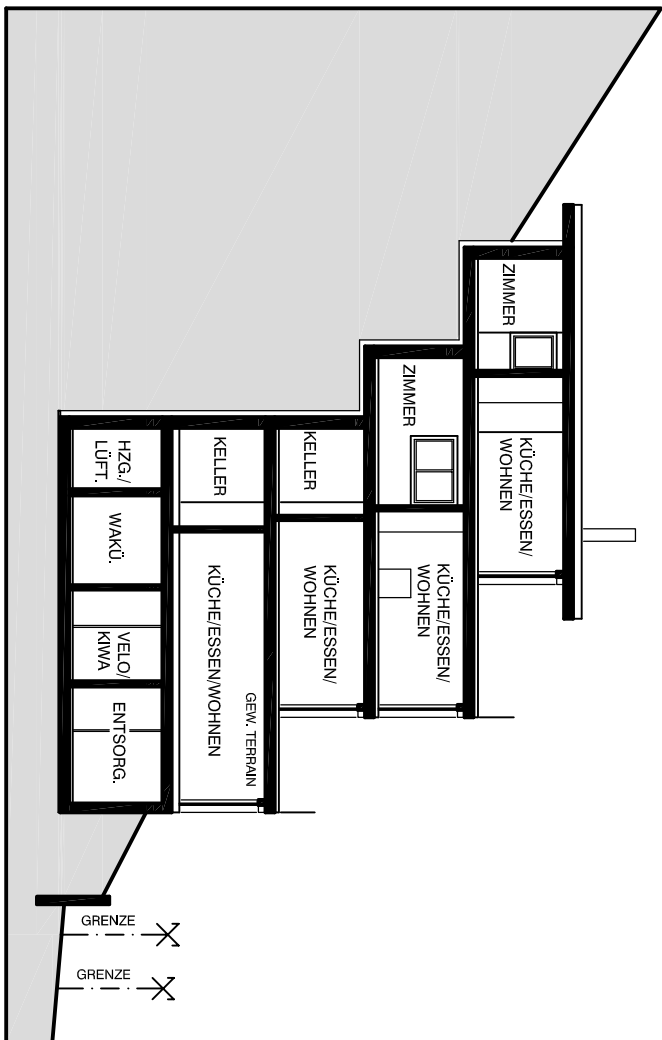 ZIMMER
KÜCHE/ESSEN/
WOHNEN
ZIMMER
KÜCHE/ESSEN/
WOHNEN
KELLER
KÜCHE/ESSEN/
WOHNEN
KELLER
KÜCHE/ESSEN/WOHNEN
GEW. TERRAIN
HZG./
LÜFT.
WAKÜ.
VELO/
KIWA
ENTSORG.
GRENZE
GRENZE